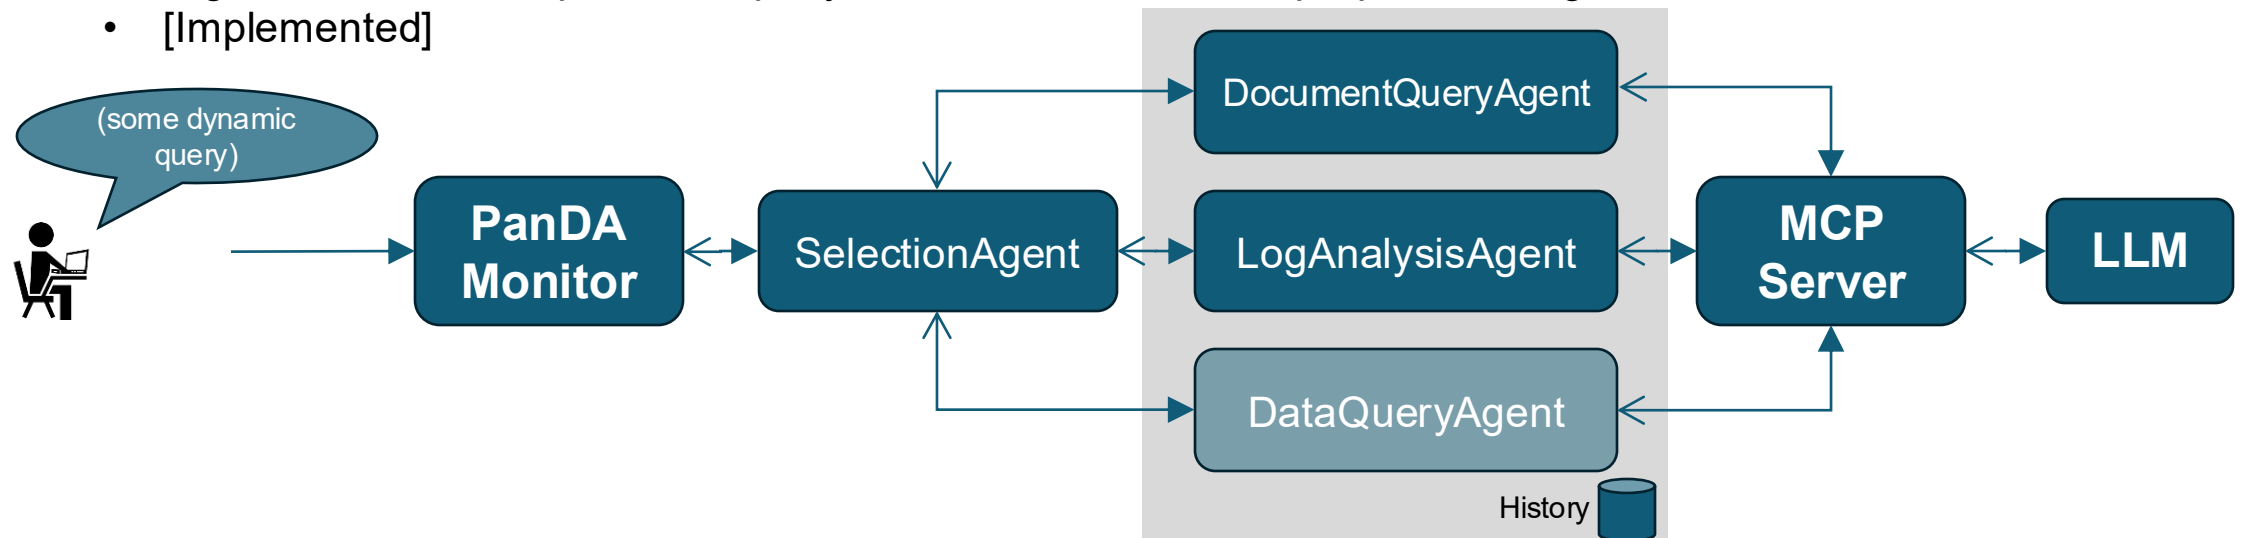 • [Implemented]
(some dynamic
query)
DocumentQueryAgent
PanDA
Monitor
SelectionAgent
LogAnalysisAgent
MCP
Server
LLM
DataQueryAgent
History